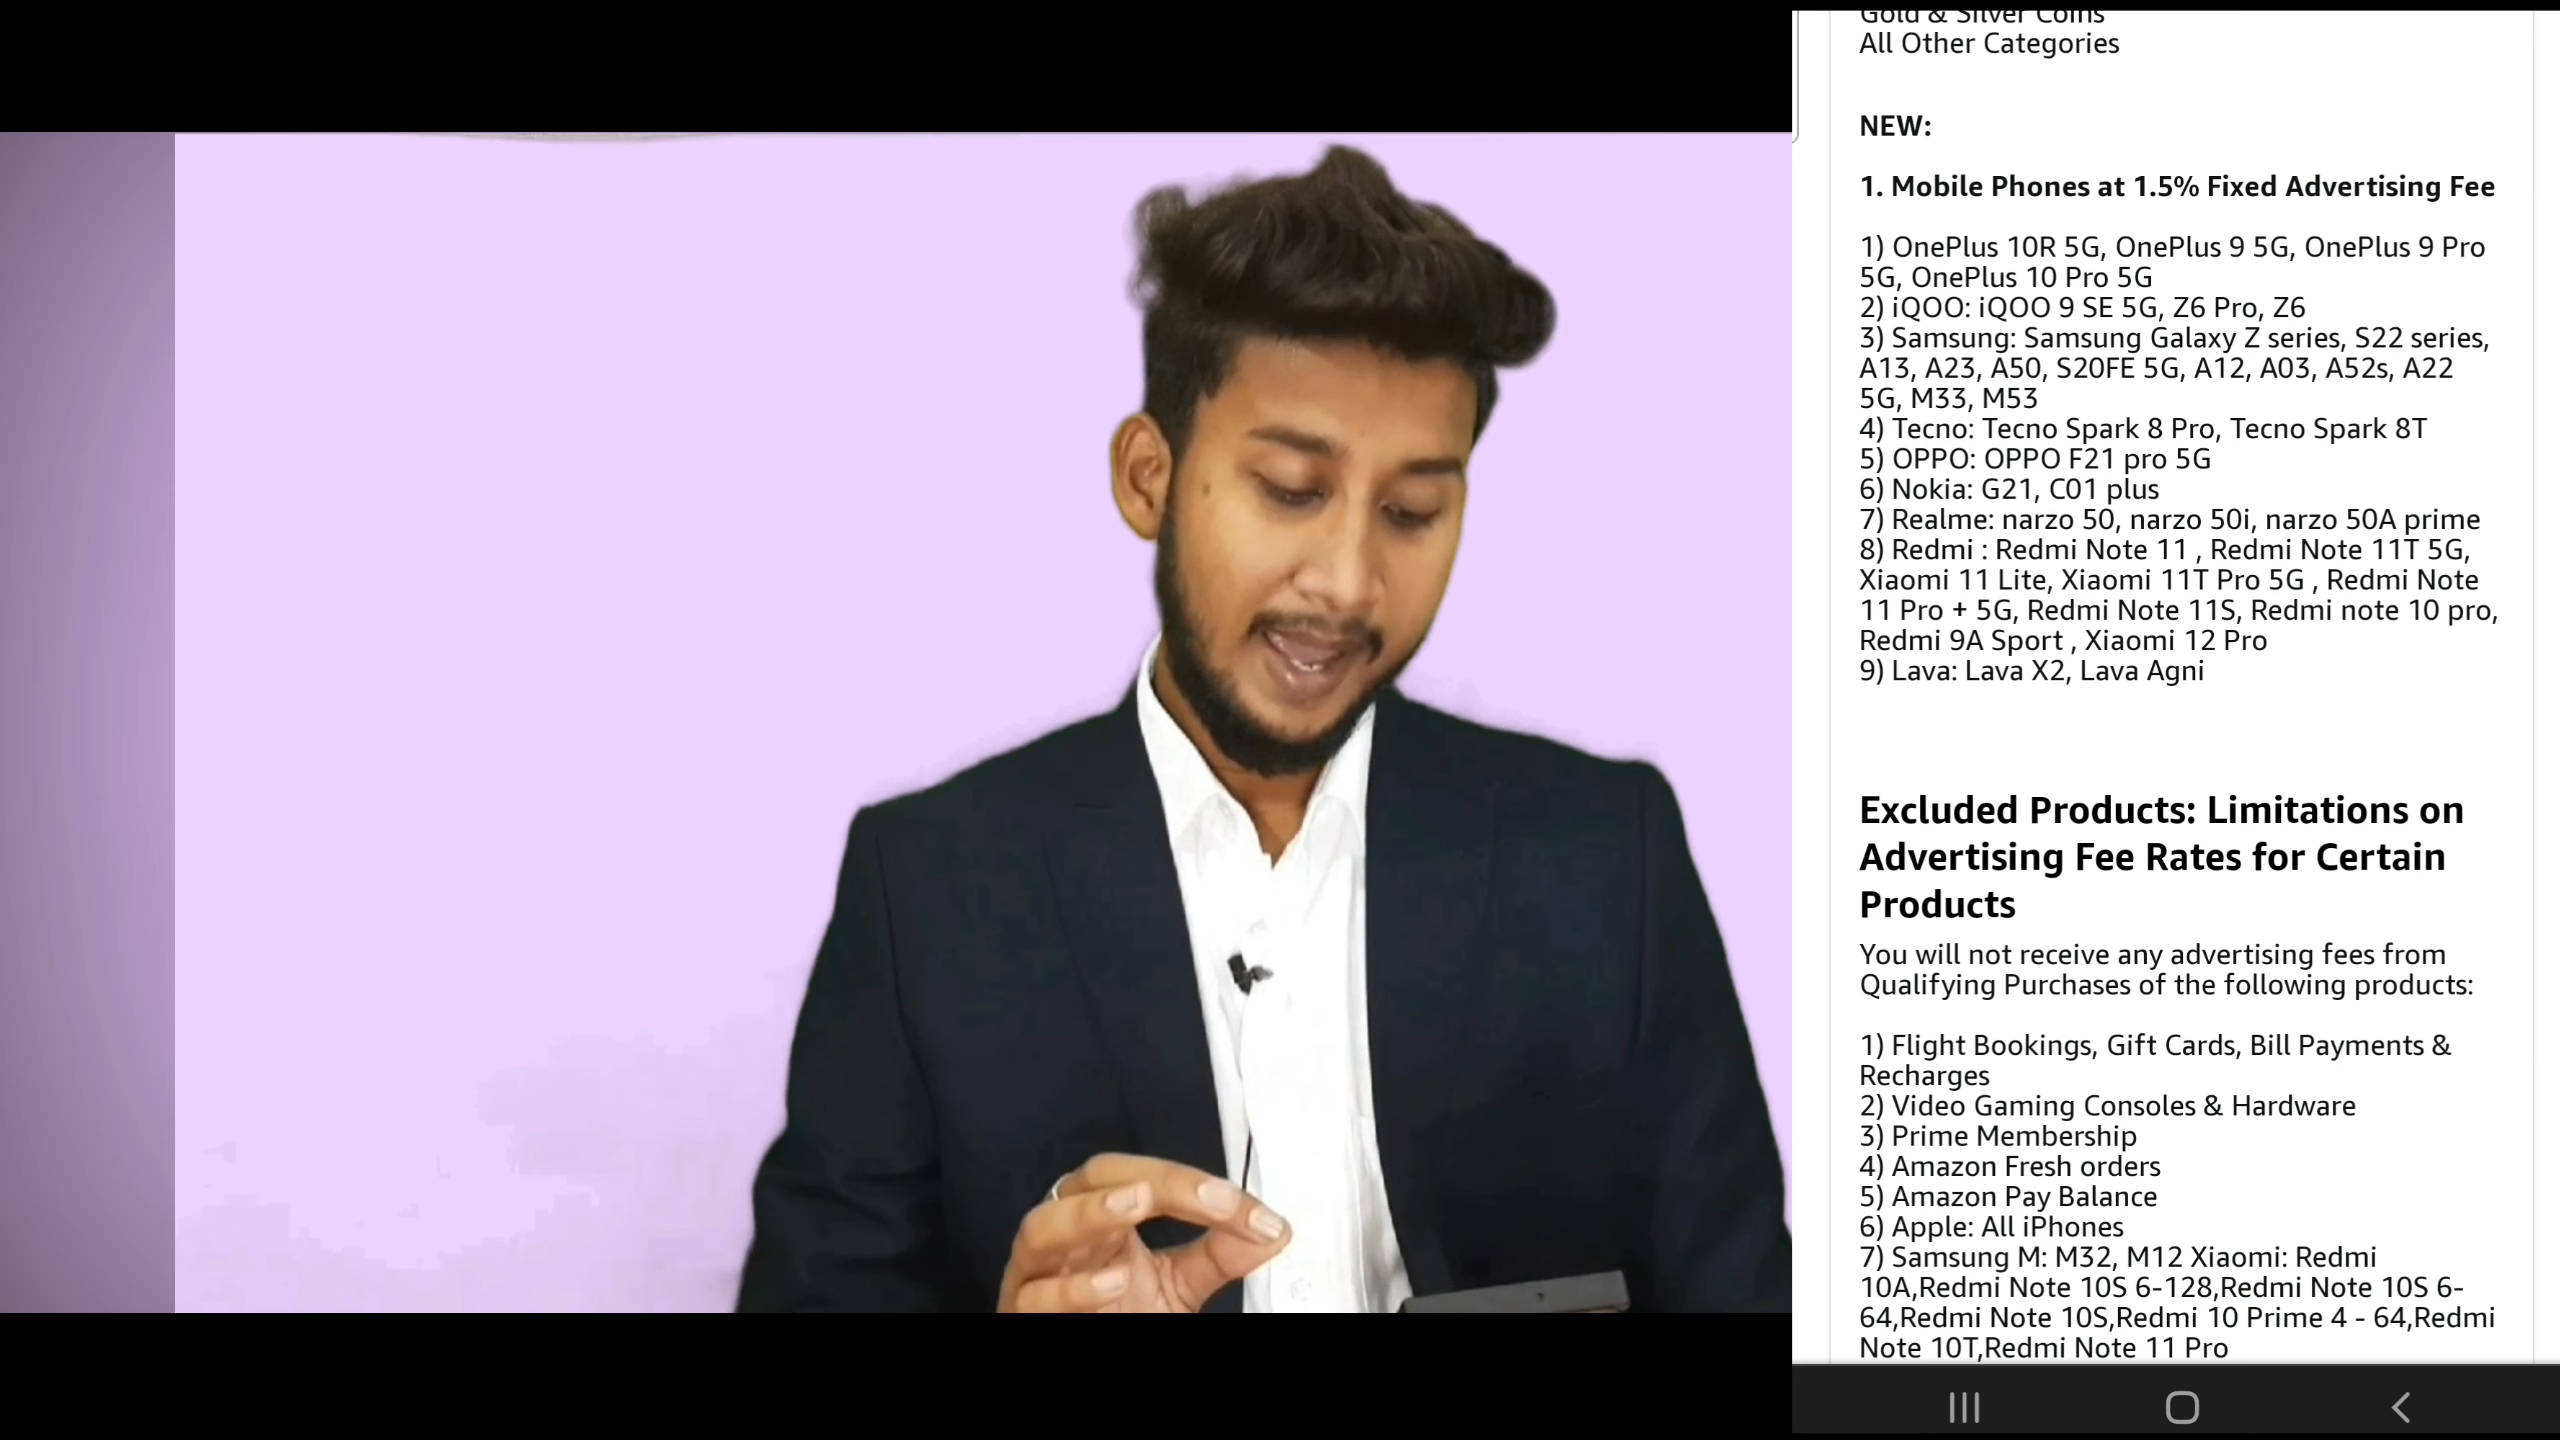 Gold & Silver Coins
All Other Categories
NEW:
1. Mobile Phones at 1.5% Fixed Advertising Fee
1) OnePlus 10R 5G, OnePlus 9 5G, OnePlus 9 Pro
5G, OnePlus 10 Pro 5G
2) iQOO: iQOO 9 SE 5G, Z6 Pro, Z6
3) Samsung: Samsung Galaxy Z series, S22 series,
A13, A23, A50, S20FE 5G, A12, A03, A52s, A22
5G, M33, M53
4) Tecno: Tecno Spark 8 Pro, Tecno Spark 8T
5) OPPO: OPPO F21 pro 5G
6) Nokia: G21, C01 plus
7) Realme: narzo 50, narzo 50i, narzo 50A prime
8) Redmi : Redmi Note 11 , Redmi Note 11T 5G,
Xiaomi 11 Lite, Xiaomi 11T Pro 5G , Redmi Note
11 Pro + 5G, Redmi Note 11S, Redmi note 10 pro,
Redmi 9A Sport , Xiaomi 12 Pro
9) Lava: Lava X2, Lava Agni
Excluded Products: Limitations on
Advertising Fee Rates for Certain
Products
You will not receive any advertising fees from
Qualifying Purchases of the following products:
1) Flight Bookings, Gift Cards, Bill Payments &
Recharges
2) Video Gaming Consoles & Hardware
3) Prime Membership
4) Amazon Fresh orders
5) Amazon Pay Balance
6) Apple: All iPhones
7) Samsung M: M32, M12 Xiaomi: Redmi
10A,Redmi Note 10S 6-128,Redmi Note 10S 6-
64,Redmi Note 10S,Redmi 10 Prime 4 - 64,Redmi
Note 10T,Redmi Note 11 Pro